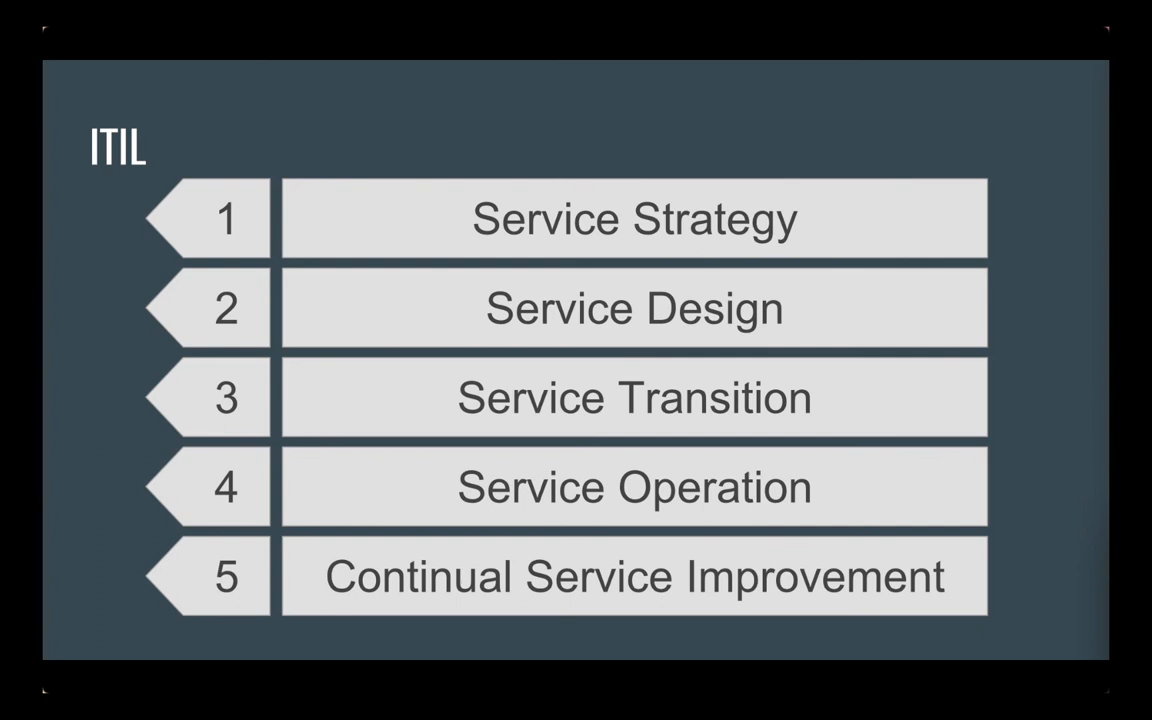 ITIL
1 Service Strategy
2 Service Design
3 Service Transition
4 Service Operation
5 Continual Service Improvement